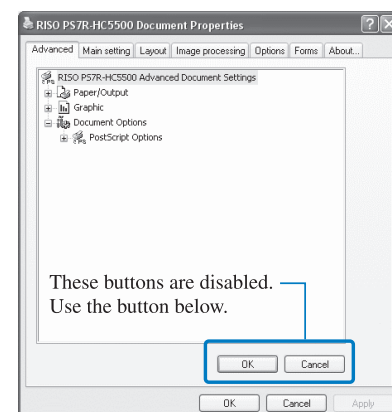 RISO PS7R-HC5500 Document Properties
Advanced Main setting Layout Image processing Options Forms About...
RISO PS7R-HC5500 Advanced Document Settings
Paper/Output
Graphic
Document Options
PostScript Options
These buttons are disabled.
Use the button below.
OK Cancel
OK Cancel Apply